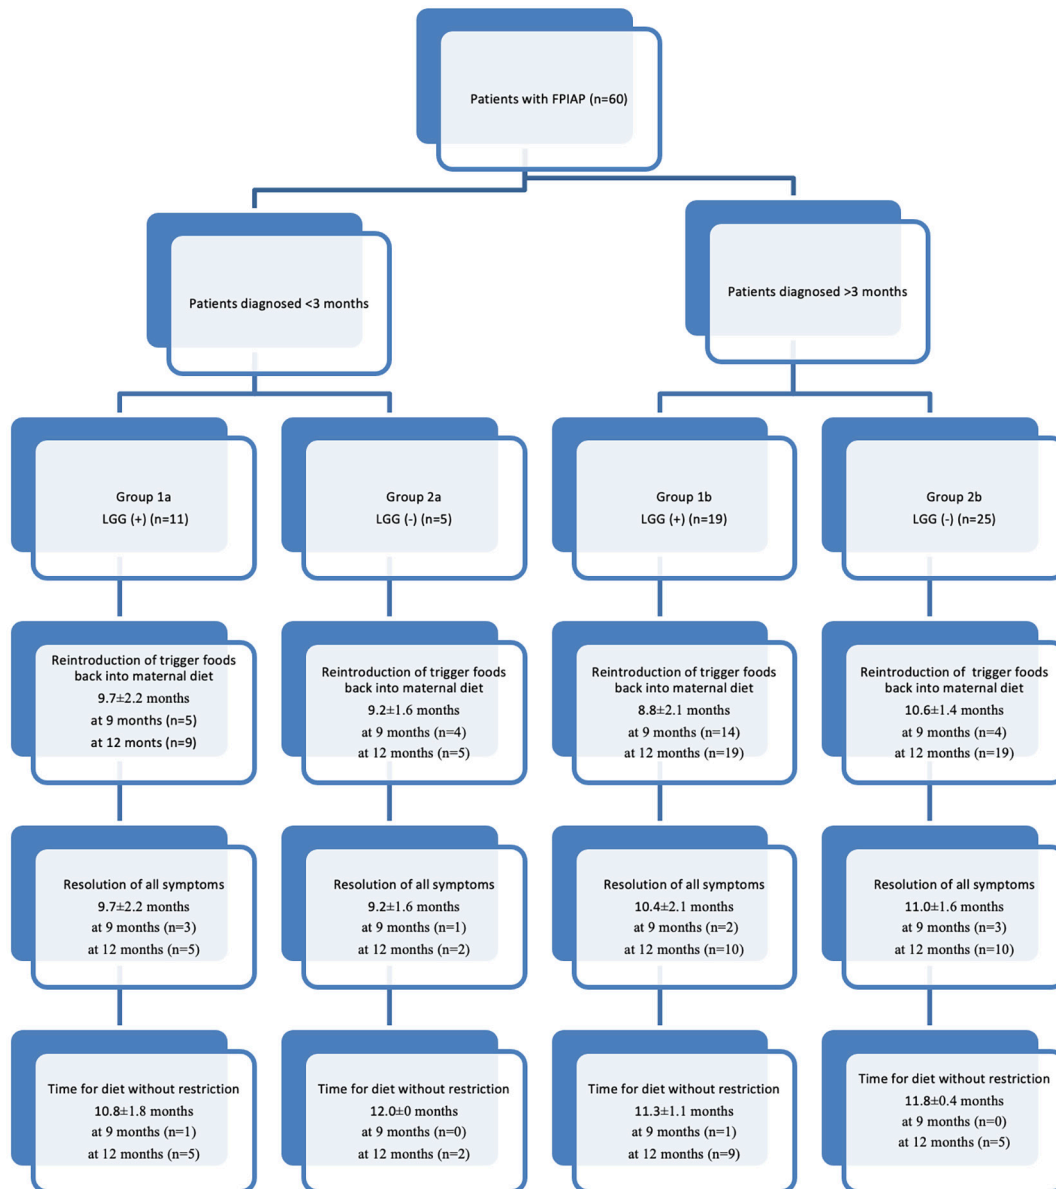 Patients with FPIAP (n=60)
Patients diagnosed <3 months
Patients diagnosed >3 months
Group 1a
LGG (+) (n=11)
Group 2a
LGG (-) (n=5)
Group 1b
LGG (+) (n=19)
Group 2b
LGG (-) (n=25)
Reintroduction of trigger foods
back into maternal diet
9.7±2.2 months
at 9 months (n=5)
at 12 monts (n=9)
Reintroduction of trigger foods
back into maternal diet
9.2±1.6 months
at 9 months (n=4)
at 12 months (n=5)
Reintroduction of trigger foods
back into maternal diet
8.8±2.1 months
at 9 months (n=14)
at 12 months (n=19)
Reintroduction of trigger foods
back into maternal diet
10.6±1.4 months
at 9 months (n=4)
at 12 months (n=19)
Resolution of all symptoms
9.7±2.2 months
at 9 months (n=3)
at 12 months (n=5)
Resolution of all symptoms
9.2±1.6 months
at 9 months (n=1)
at 12 months (n=2)
Resolution of all symptoms
10.4±2.1 months
at 9 months (n=2)
at 12 months (n=10)
Resolution of all symptoms
11.0±1.6 months
at 9 months (n=3)
at 12 months (n=10)
Time for diet without restriction
10.8±1.8 months
at 9 months (n=1)
at 12 months (n=5)
Time for diet without restriction
12.0±0 months
at 9 months (n=0)
at 12 months (n=2)
Time for diet without restriction
11.3±1.1 months
at 9 months (n=1)
at 12 months (n=9)
Time for diet without restriction
11.8±0.4 months
at 9 months (n=0)
at 12 months (n=5)